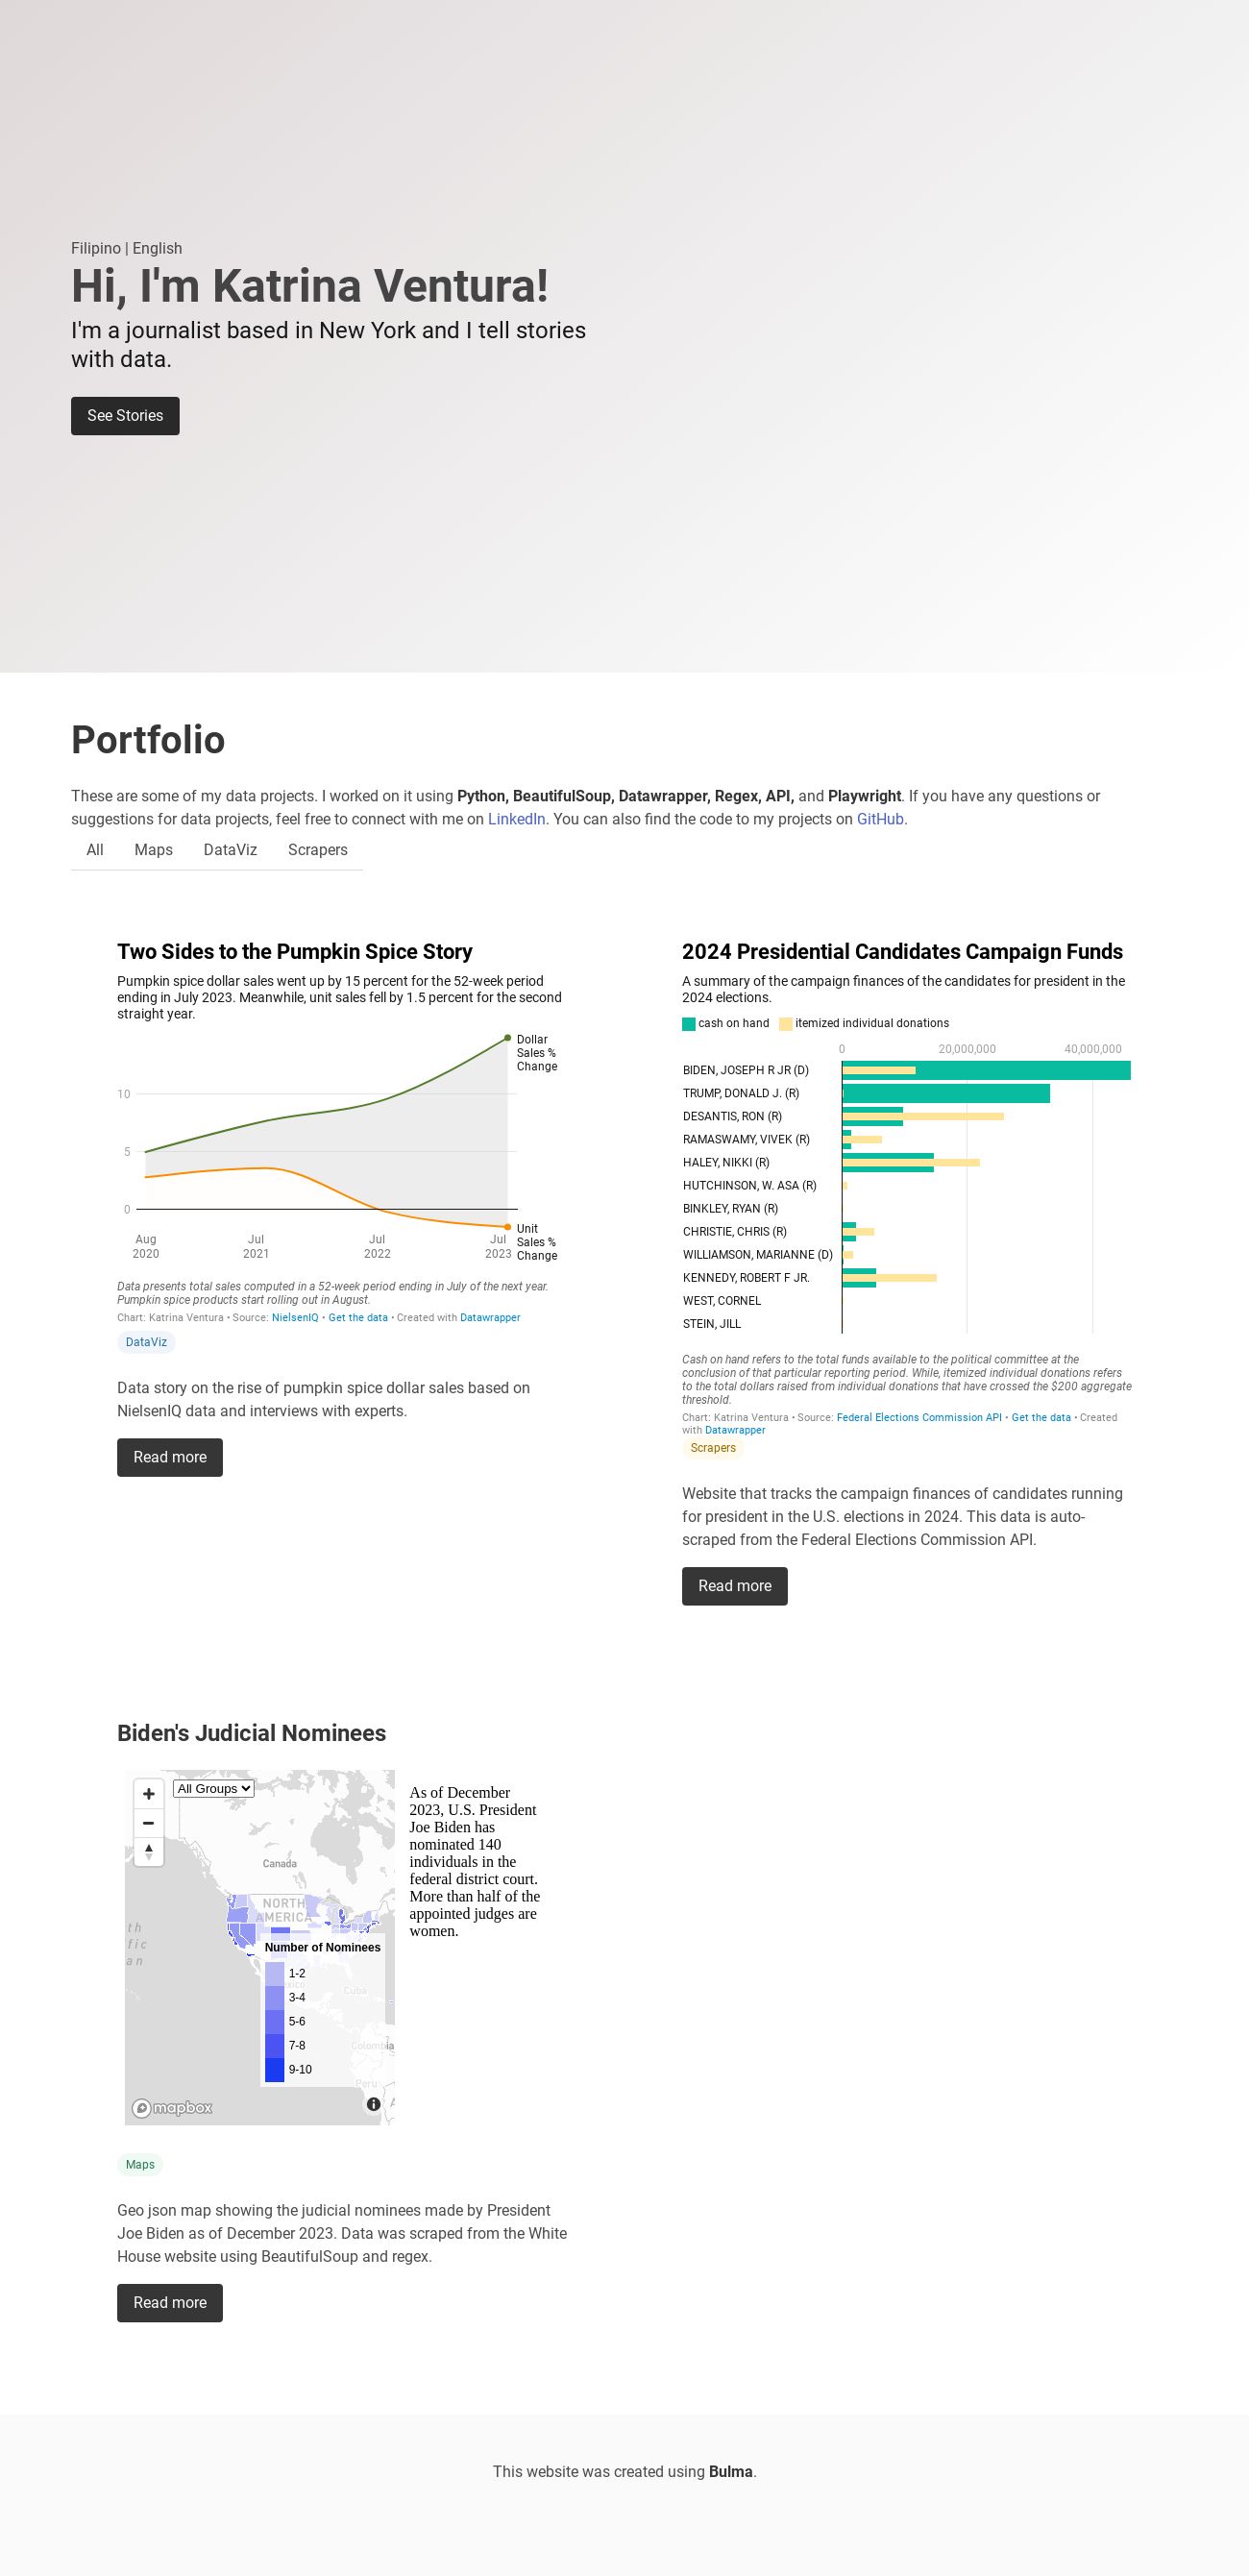 Filipino | English
Hi, I'm Katrina Ventura!
I'm a journalist based in New York and I tell stories
with data.
See Stories
Portfolio
These are some of my data projects. I worked on it using Python, BeautifulSoup, Datawrapper, Regex, API, and Playwright. If you have any questions or
suggestions for data projects, feel free to connect with me on LinkedIn. You can also find the code to my projects on GitHub.
All Maps DataViz Scrapers
Two Sides to the Pumpkin Spice Story
Pumpkin spice dollar sales went up by 15 percent for the 52-week period
ending in July 2023. Meanwhile, unit sales fell by 1.5 percent for the second
straight year.
Dollar
Sales %
Change
10
5
0
Unit
Sales %
Change
Aug Jul Jul Jul
2020 2021 2022 2023
Data presents total sales computed in a 52-week period ending in July of the next year.
Pumpkin spice products start rolling out in August.
Chart: Katrina Ventura • Source: NielsenIQ • Get the data • Created with Datawrapper
DataViz
Data story on the rise of pumpkin spice dollar sales based on
NielsenIQ data and interviews with experts.
Read more
2024 Presidential Candidates Campaign Funds
A summary of the campaign finances of the candidates for president in the
2024 elections.
cash on hand itemized individual donations
0 20,000,000 40,000,000
BIDEN, JOSEPH R JR (D)
TRUMP, DONALD J. (R)
DESANTIS, RON (R)
RAMASWAMY, VIVEK (R)
HALEY, NIKKI (R)
HUTCHINSON, W. ASA (R)
BINKLEY, RYAN (R)
CHRISTIE, CHRIS (R)
WILLIAMSON, MARIANNE (D)
KENNEDY, ROBERT F JR.
WEST, CORNEL
STEIN, JILL
Cash on hand refers to the total funds available to the political committee at the
conclusion of that particular reporting period. While, itemized individual donations refers
to the total dollars raised from individual donations that have crossed the $200 aggregate
threshold.
Chart: Katrina Ventura • Source: Federal Elections Commission API • Get the data • Created
with Datawrapper
Scrapers
Website that tracks the campaign finances of candidates running
for president in the U.S. elections in 2024. This data is auto-
scraped from the Federal Elections Commission API.
Read more
Biden's Judicial Nominees
All Groups
Canada
NORTH
AMERICA
Number of Nominees
1-2
3-4
5-6
7-8
9-10
Cuba
Colombia
Peru
mapbox
As of December
2023, U.S. President
Joe Biden has
nominated 140
individuals in the
federal district court.
More than half of the
appointed judges are
women.
Maps
Geo json map showing the judicial nominees made by President
Joe Biden as of December 2023. Data was scraped from the White
House website using BeautifulSoup and regex.
Read more
This website was created using Bulma.